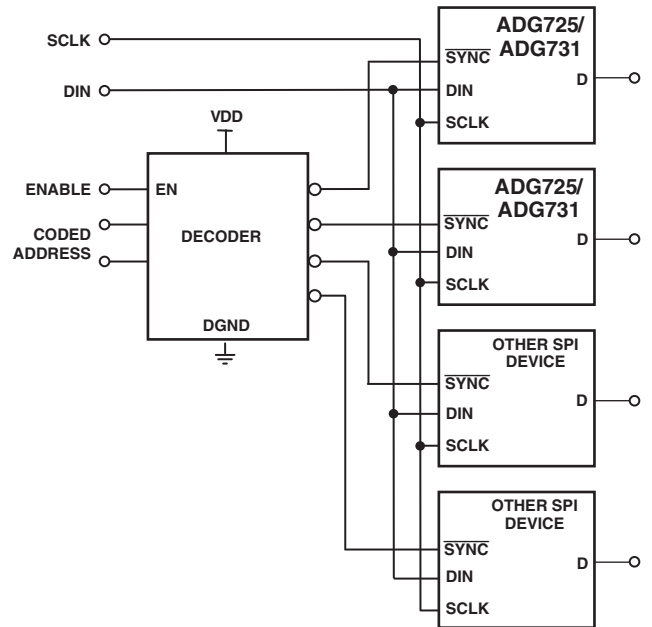 SCLK
DIN
VDD
ENABLE
EN
CODED
ADDRESS
DECODER
DGND
ADG725/
ADG731
SYNC
DIN
SCLK
D
ADG725/
ADG731
SYNC
DIN
SCLK
D
OTHER SPI
DEVICE
SYNC
DIN
SCLK
D
OTHER SPI
DEVICE
SYNC
DIN
SCLK
D